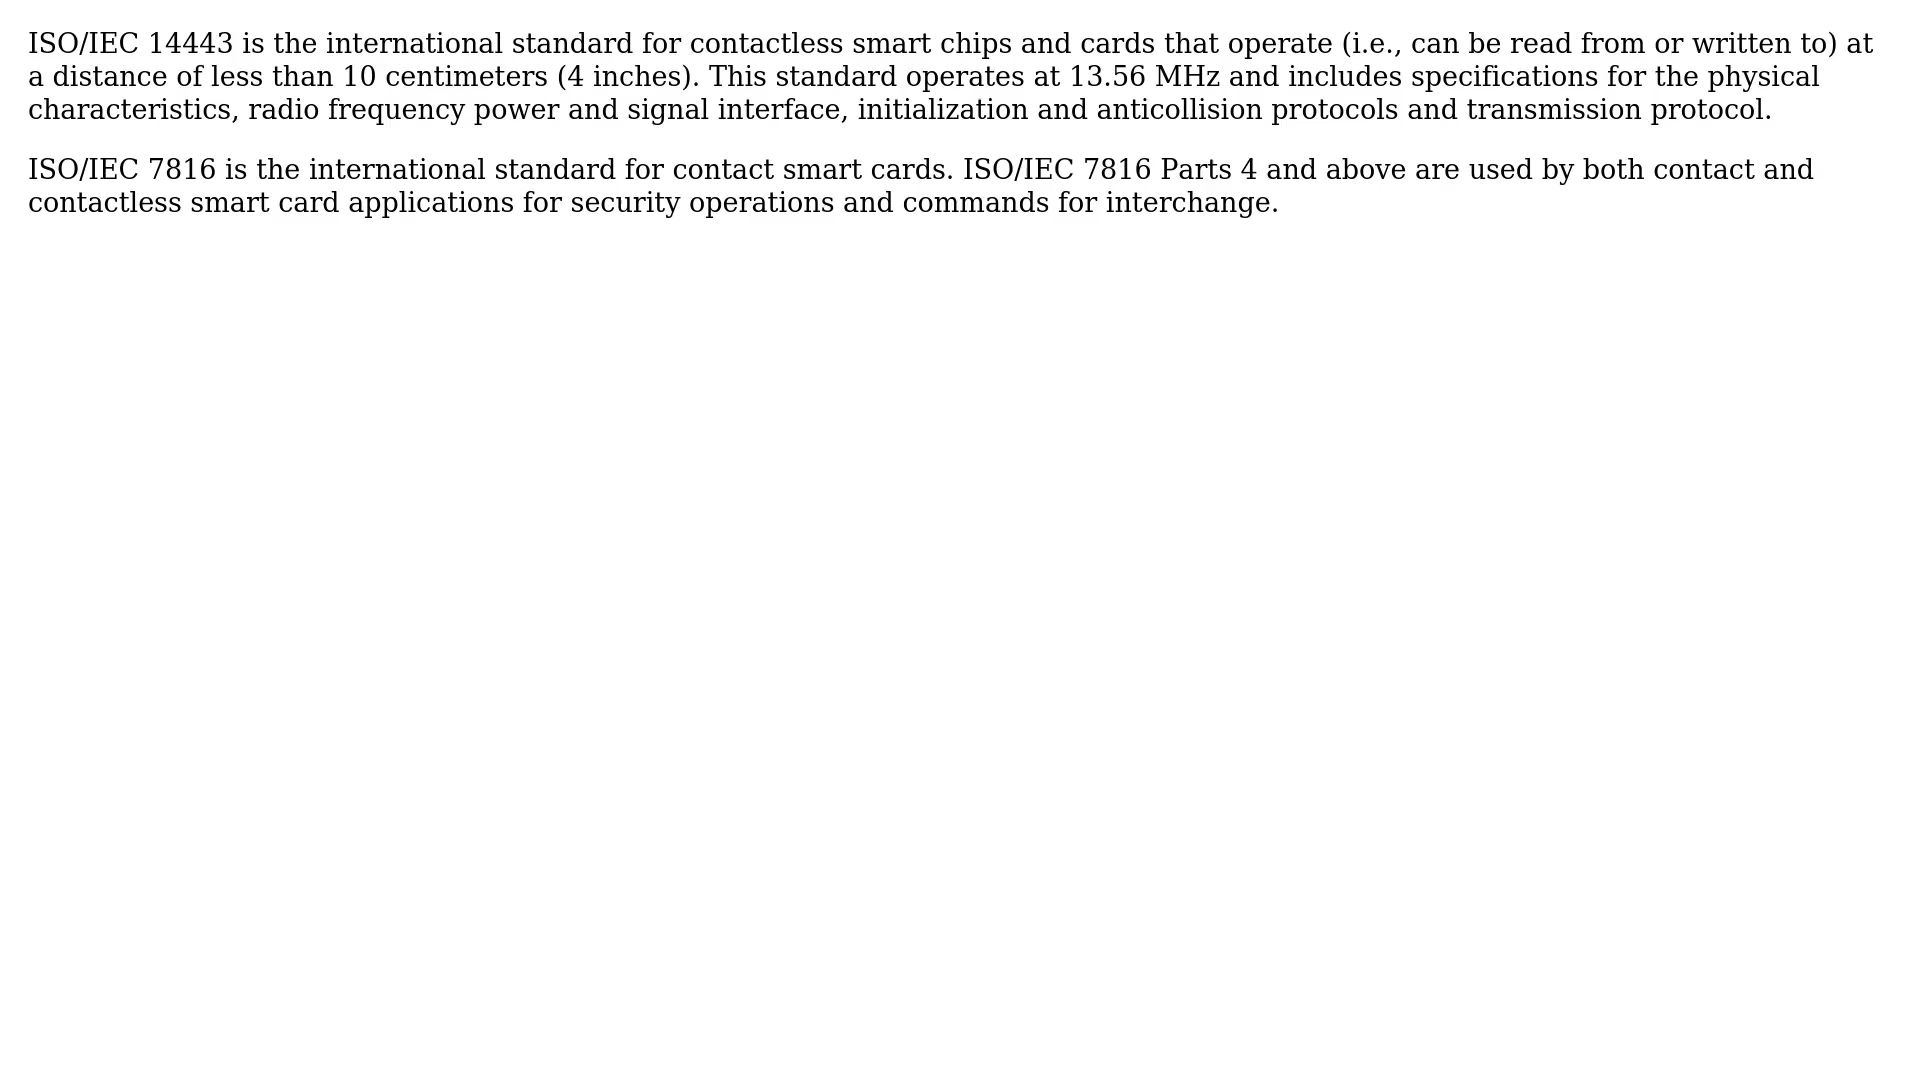 ISO/IEC 14443 is the international standard for contactless smart chips and cards that operate (i.e., can be read from or written to) at
a distance of less than 10 centimeters (4 inches). This standard operates at 13.56 MHz and includes specifications for the physical
characteristics, radio frequency power and signal interface, initialization and anticollision protocols and transmission protocol.
ISO/IEC 7816 is the international standard for contact smart cards. ISO/IEC 7816 Parts 4 and above are used by both contact and
contactless smart card applications for security operations and commands for interchange.